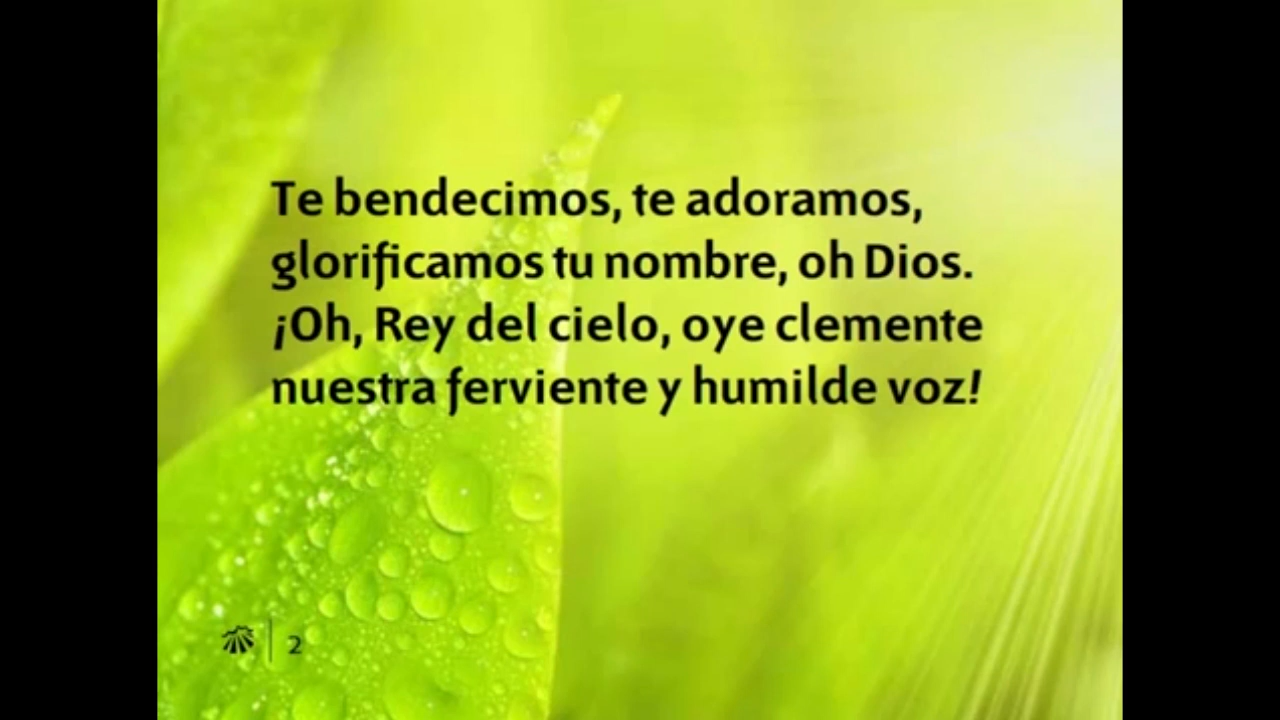 Te bendecimos, te adoramos,
glorificamos tu nombre, oh Dios.
¡Oh, Rey del cielo, oye clemente
nuestra ferviente y humilde voz!
2